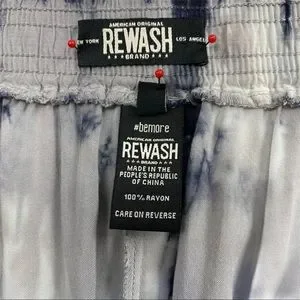 AMERICAN ORIGINAL
NEW YORK REWASH LOS ANGELES
BRAND
#bemore
AMERICAN ORIGINAL
REWASH
BRAND
MADE IN THE
PEOPLE'S REPUBLIC
OF CHINA
100% RAYON
CARE ON REVERSE